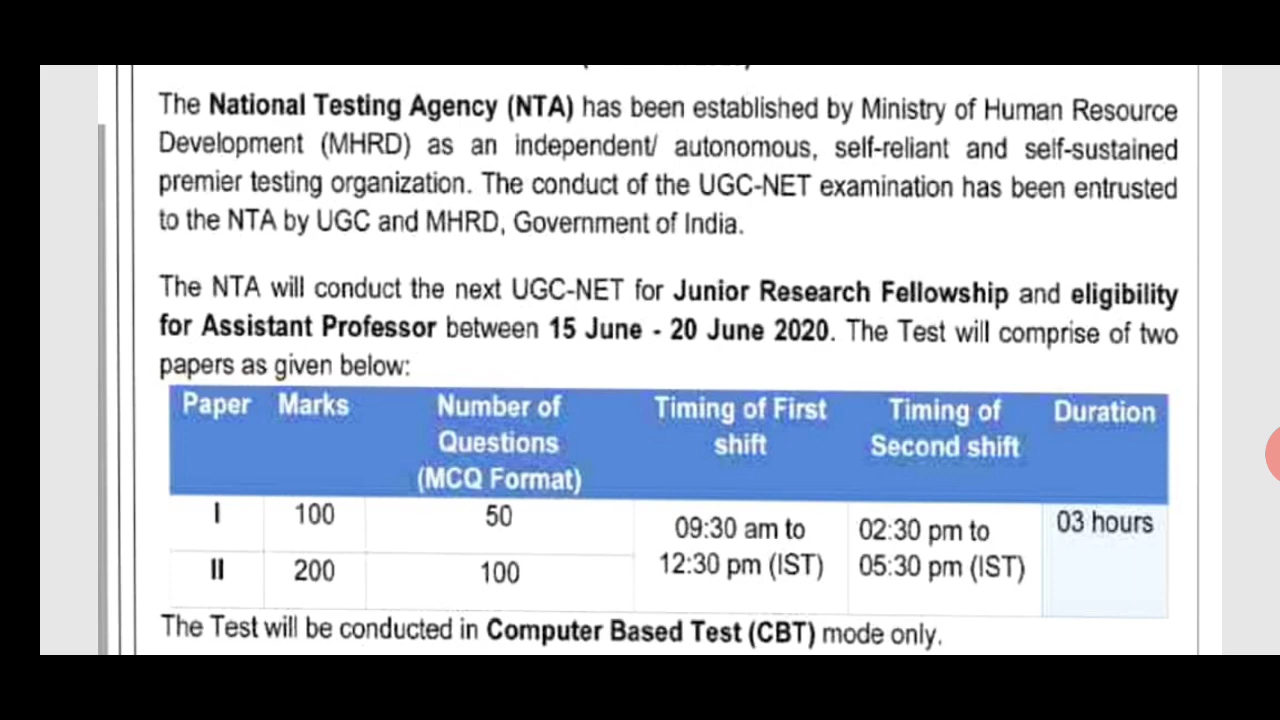 The National Testing Agency (NTA) has been established by Ministry of Human Resource
Development (MHRD) as an independent/ autonomous, self-reliant and self-sustained
premier testing organization. The conduct of the UGC-NET examination has been entrusted
to the NTA by UGC and MHRD, Government of India.
The NTA will conduct the next UGC-NET for Junior Research Fellowship and eligibility
for Assistant Professor between 15 June - 20 June 2020. The Test will comprise of two
papers as given below:
Paper Marks Number of Questions (MCQ Format) Timing of First shift Timing of Second shift Duration
I 100 50 09:30 am to 12:30 pm (IST) 02:30 pm to 05:30 pm (IST) 03 hours
II 200 100
The Test will be conducted in Computer Based Test (CBT) mode only.